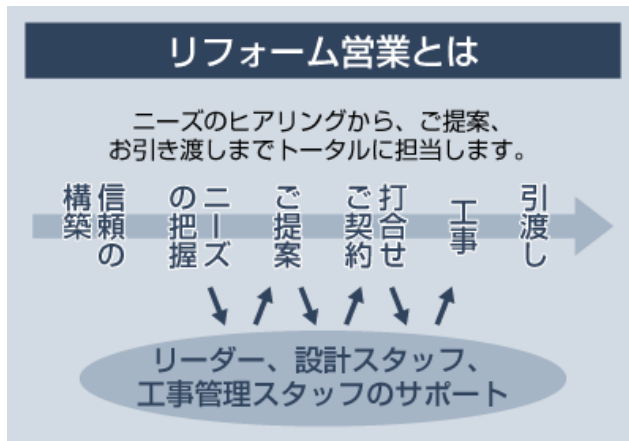 リフォーム営業とは
ニーズのヒアリングから、ご提案、
お引き渡しまでトータルに担当します。
信頼の
構築
ニーズ
の把握
ご提案
打合せ
ご契約
工事
引渡し
リーダー、設計スタッフ、
工事管理スタッフのサポート